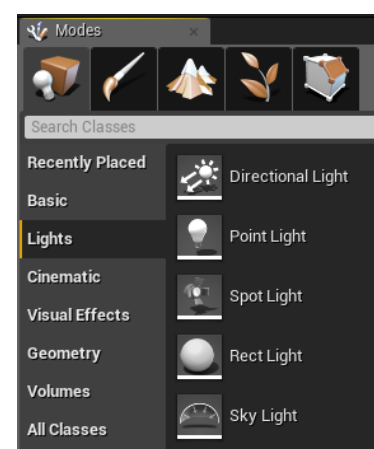 Modes
Search Classes
Recently Placed
Basic
Lights
Cinematic
Visual Effects
Geometry
Volumes
All Classes
Directional Light
Point Light
Spot Light
Rect Light
Sky Light